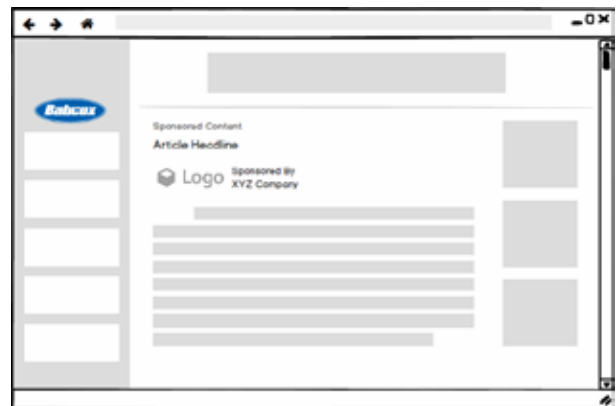 Babcox
Sponsored Content
Article Headline
Logo
Sponsored By
XYZ Company